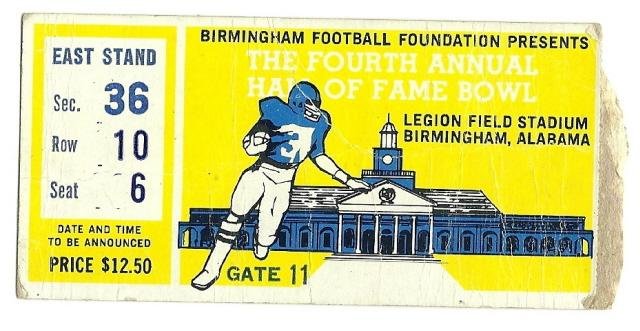 EAST STAND
Sec. 36
Row 10
Seat 6
DATE AND TIME
TO BE ANNOUNCED
PRICE $12.50
BIRMINGHAM FOOTBALL FOUNDATION PRESENTS
THE FOURTH ANNUAL
HALL OF FAME BOWL
LEGION FIELD STADIUM
BIRMINGHAM, ALABAMA
3
GATE 11